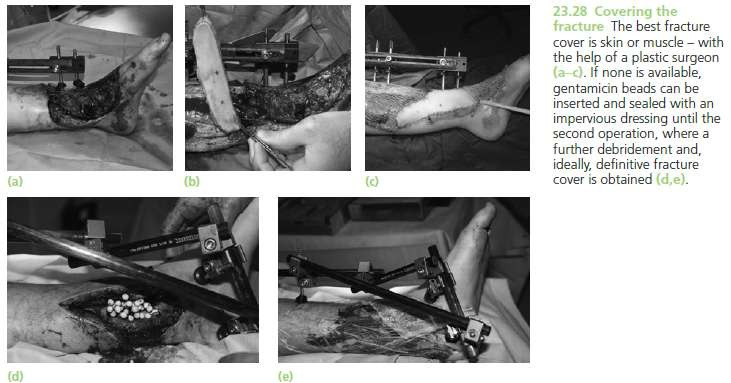 23.28 Covering the
fracture The best fracture
cover is skin or muscle – with
the help of a plastic surgeon
(a–c). If none is available,
gentamicin beads can be
inserted and sealed with an
impervious dressing until the
second operation, where a
further debridement and,
ideally, definitive fracture
cover is obtained (d,e).
(a)
(b)
(c)
(d)
(e)